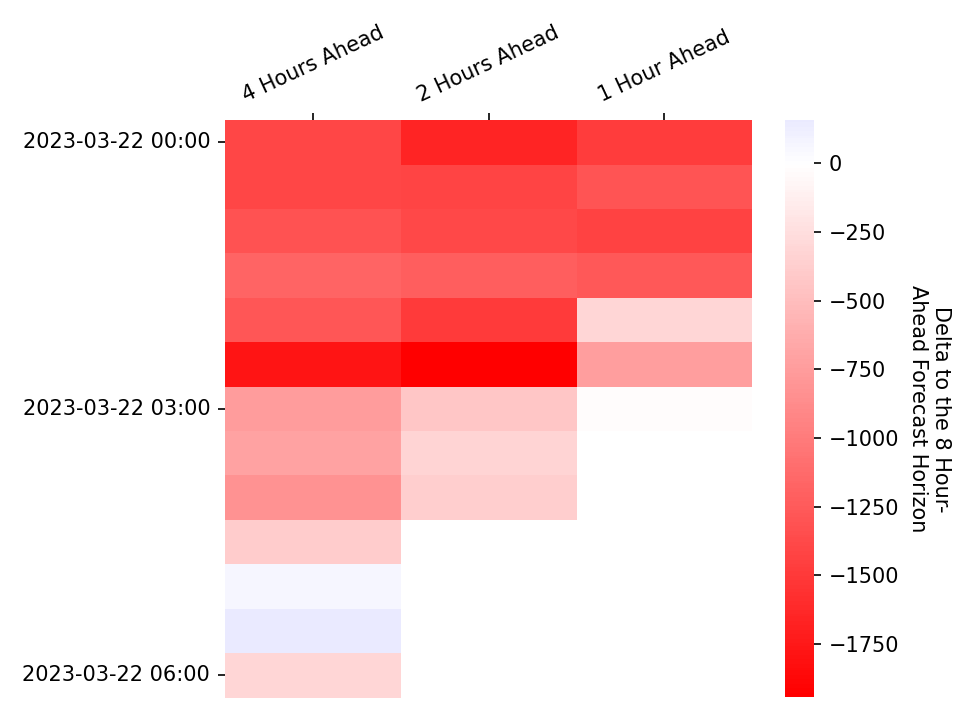 4 Hours Ahead
2 Hours Ahead
1 Hour Ahead
2023-03-22 00:00
2023-03-22 03:00
2023-03-22 06:00
0
−250
−500
−750
−1000
−1250
−1500
−1750
Delta to the 8 Hour-
Ahead Forecast Horizon